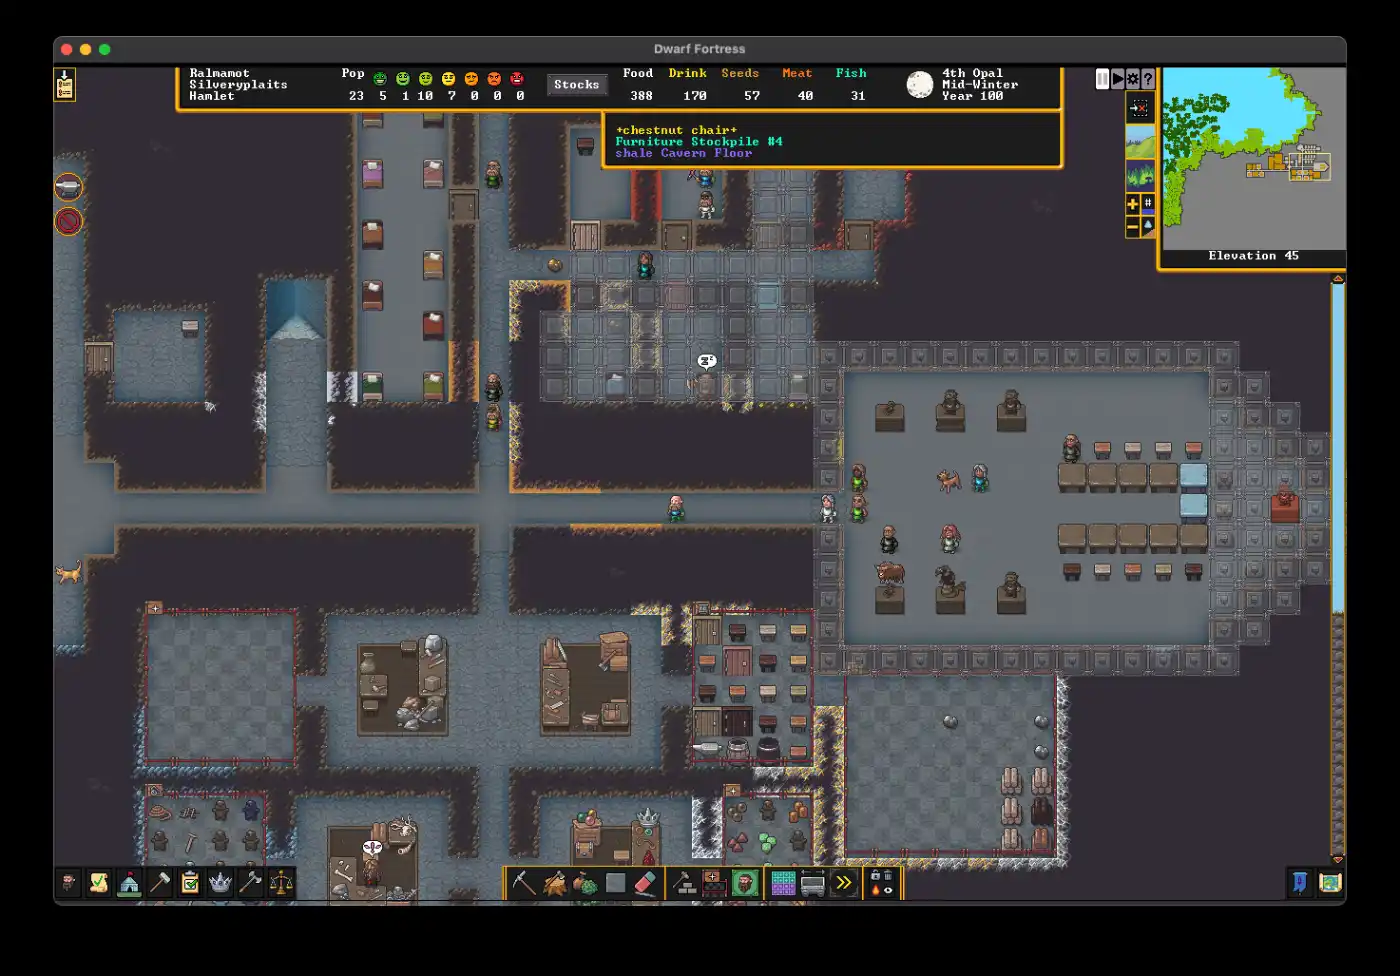 Dwarf Fortress
Ralmamot
Silveryplaits
Hamlet
Pop
23 5 1 10 7 0 0 0
Stocks
Food Drink Seeds Meat Fish
388 170 57 40 31
4th Opal
Mid-Winter
Year 100
+chestnut chair+
Furniture Stockpile #4
shale Cavern Floor
Elevation 45